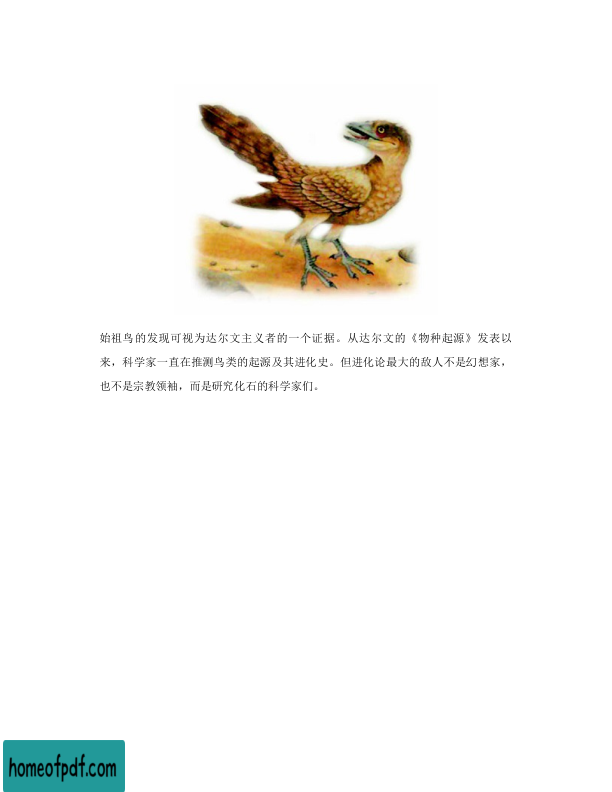 始祖鸟的发现可视为达尔文主义者的一个证据。从达尔文的《物种起源》发表以
来，科学家一直在推测鸟类的起源及其进化史。但进化论最大的敌人不是幻想家，
也不是宗教领袖，而是研究化石的科学家们。
homeofpdf.com